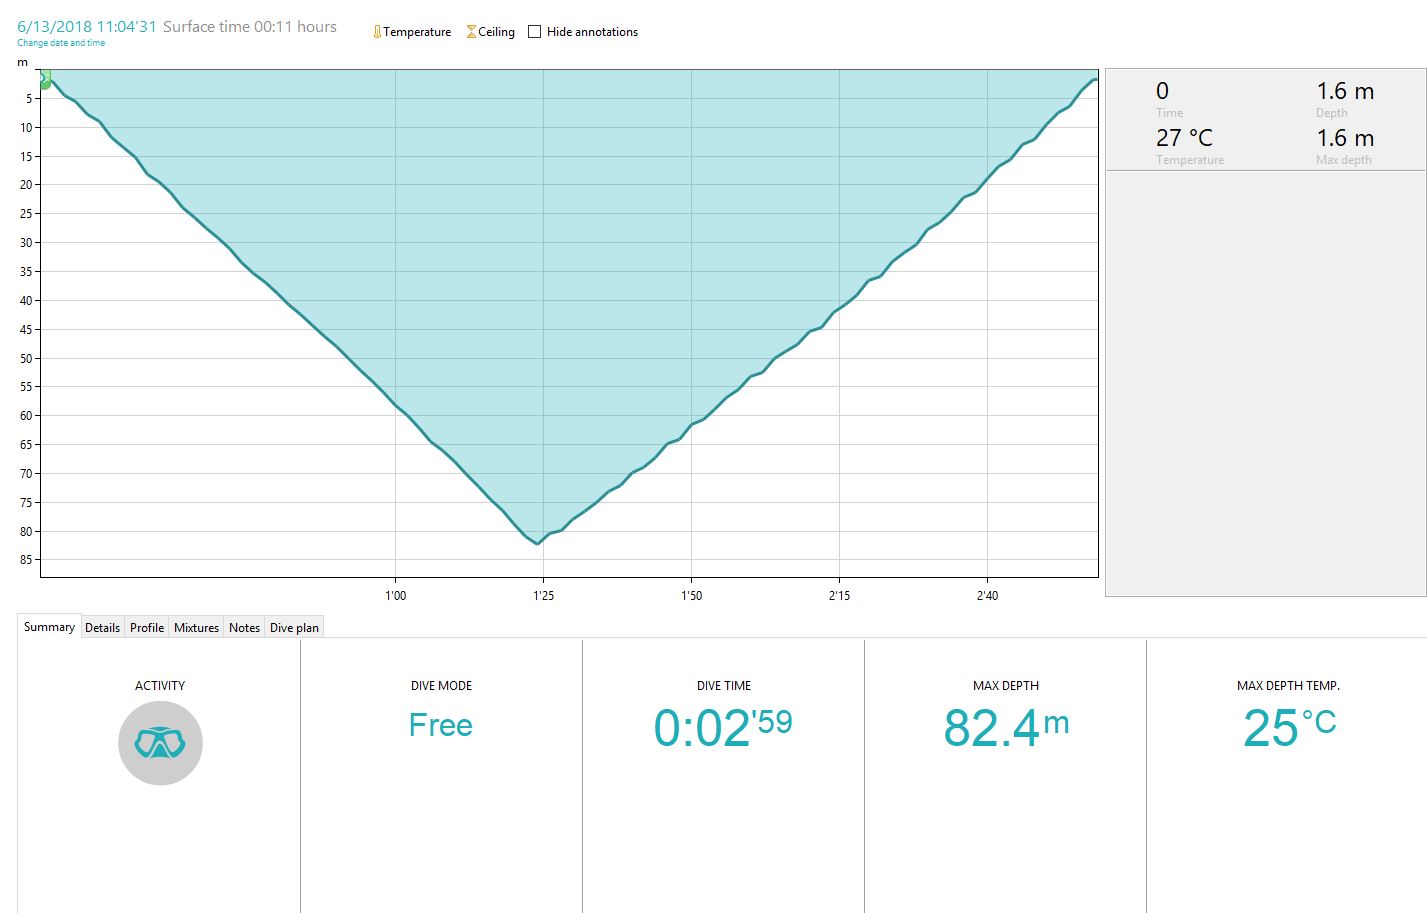 6/13/2018 11:04'31 Surface time 00:11 hours
Change date and time
Temperature Ceiling Hide annotations
m
5
10
15
20
25
30
35
40
45
50
55
60
65
70
75
80
85
1'00 1'25 1'50 2'15 2'40
0 1.6 m
Time Depth
27 °C 1.6 m
Temperature Max depth
Summary Details Profile Mixtures Notes Dive plan
ACTIVITY DIVE MODE DIVE TIME MAX DEPTH MAX DEPTH TEMP.
Free 0:02'59 82.4m 25°C